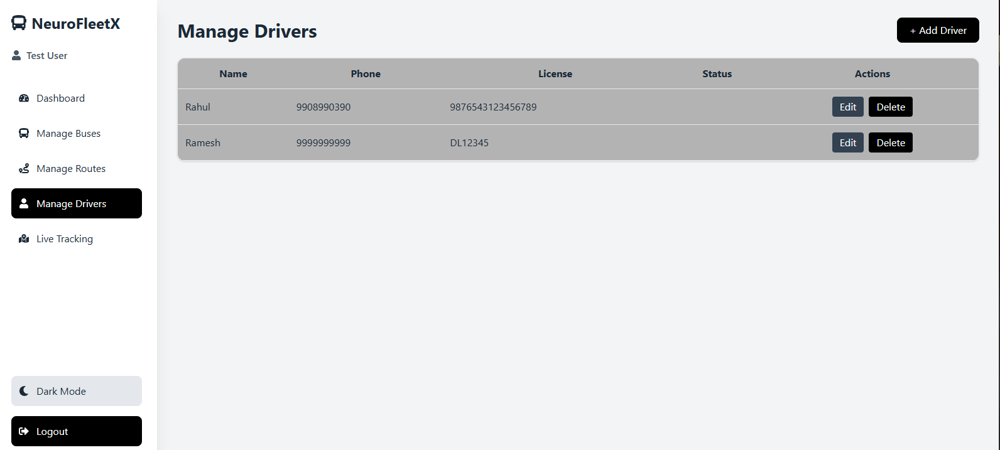 NeuroFleetX
Test User
Dashboard
Manage Buses
Manage Routes
Manage Drivers
Live Tracking
Dark Mode
Logout
Manage Drivers
+ Add Driver
Name Phone License Status Actions
Rahul 9908990390 9876543123456789 Edit Delete
Ramesh 9999999999 DL12345 Edit Delete